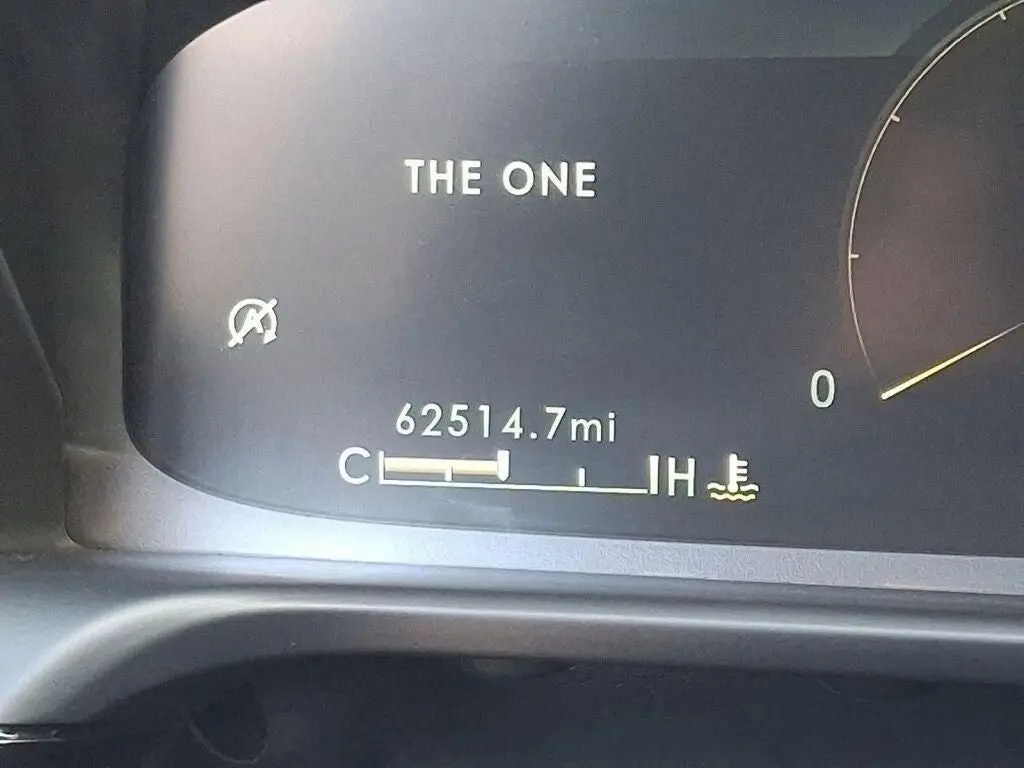 THE ONE
A
0
62514.7mi
C H